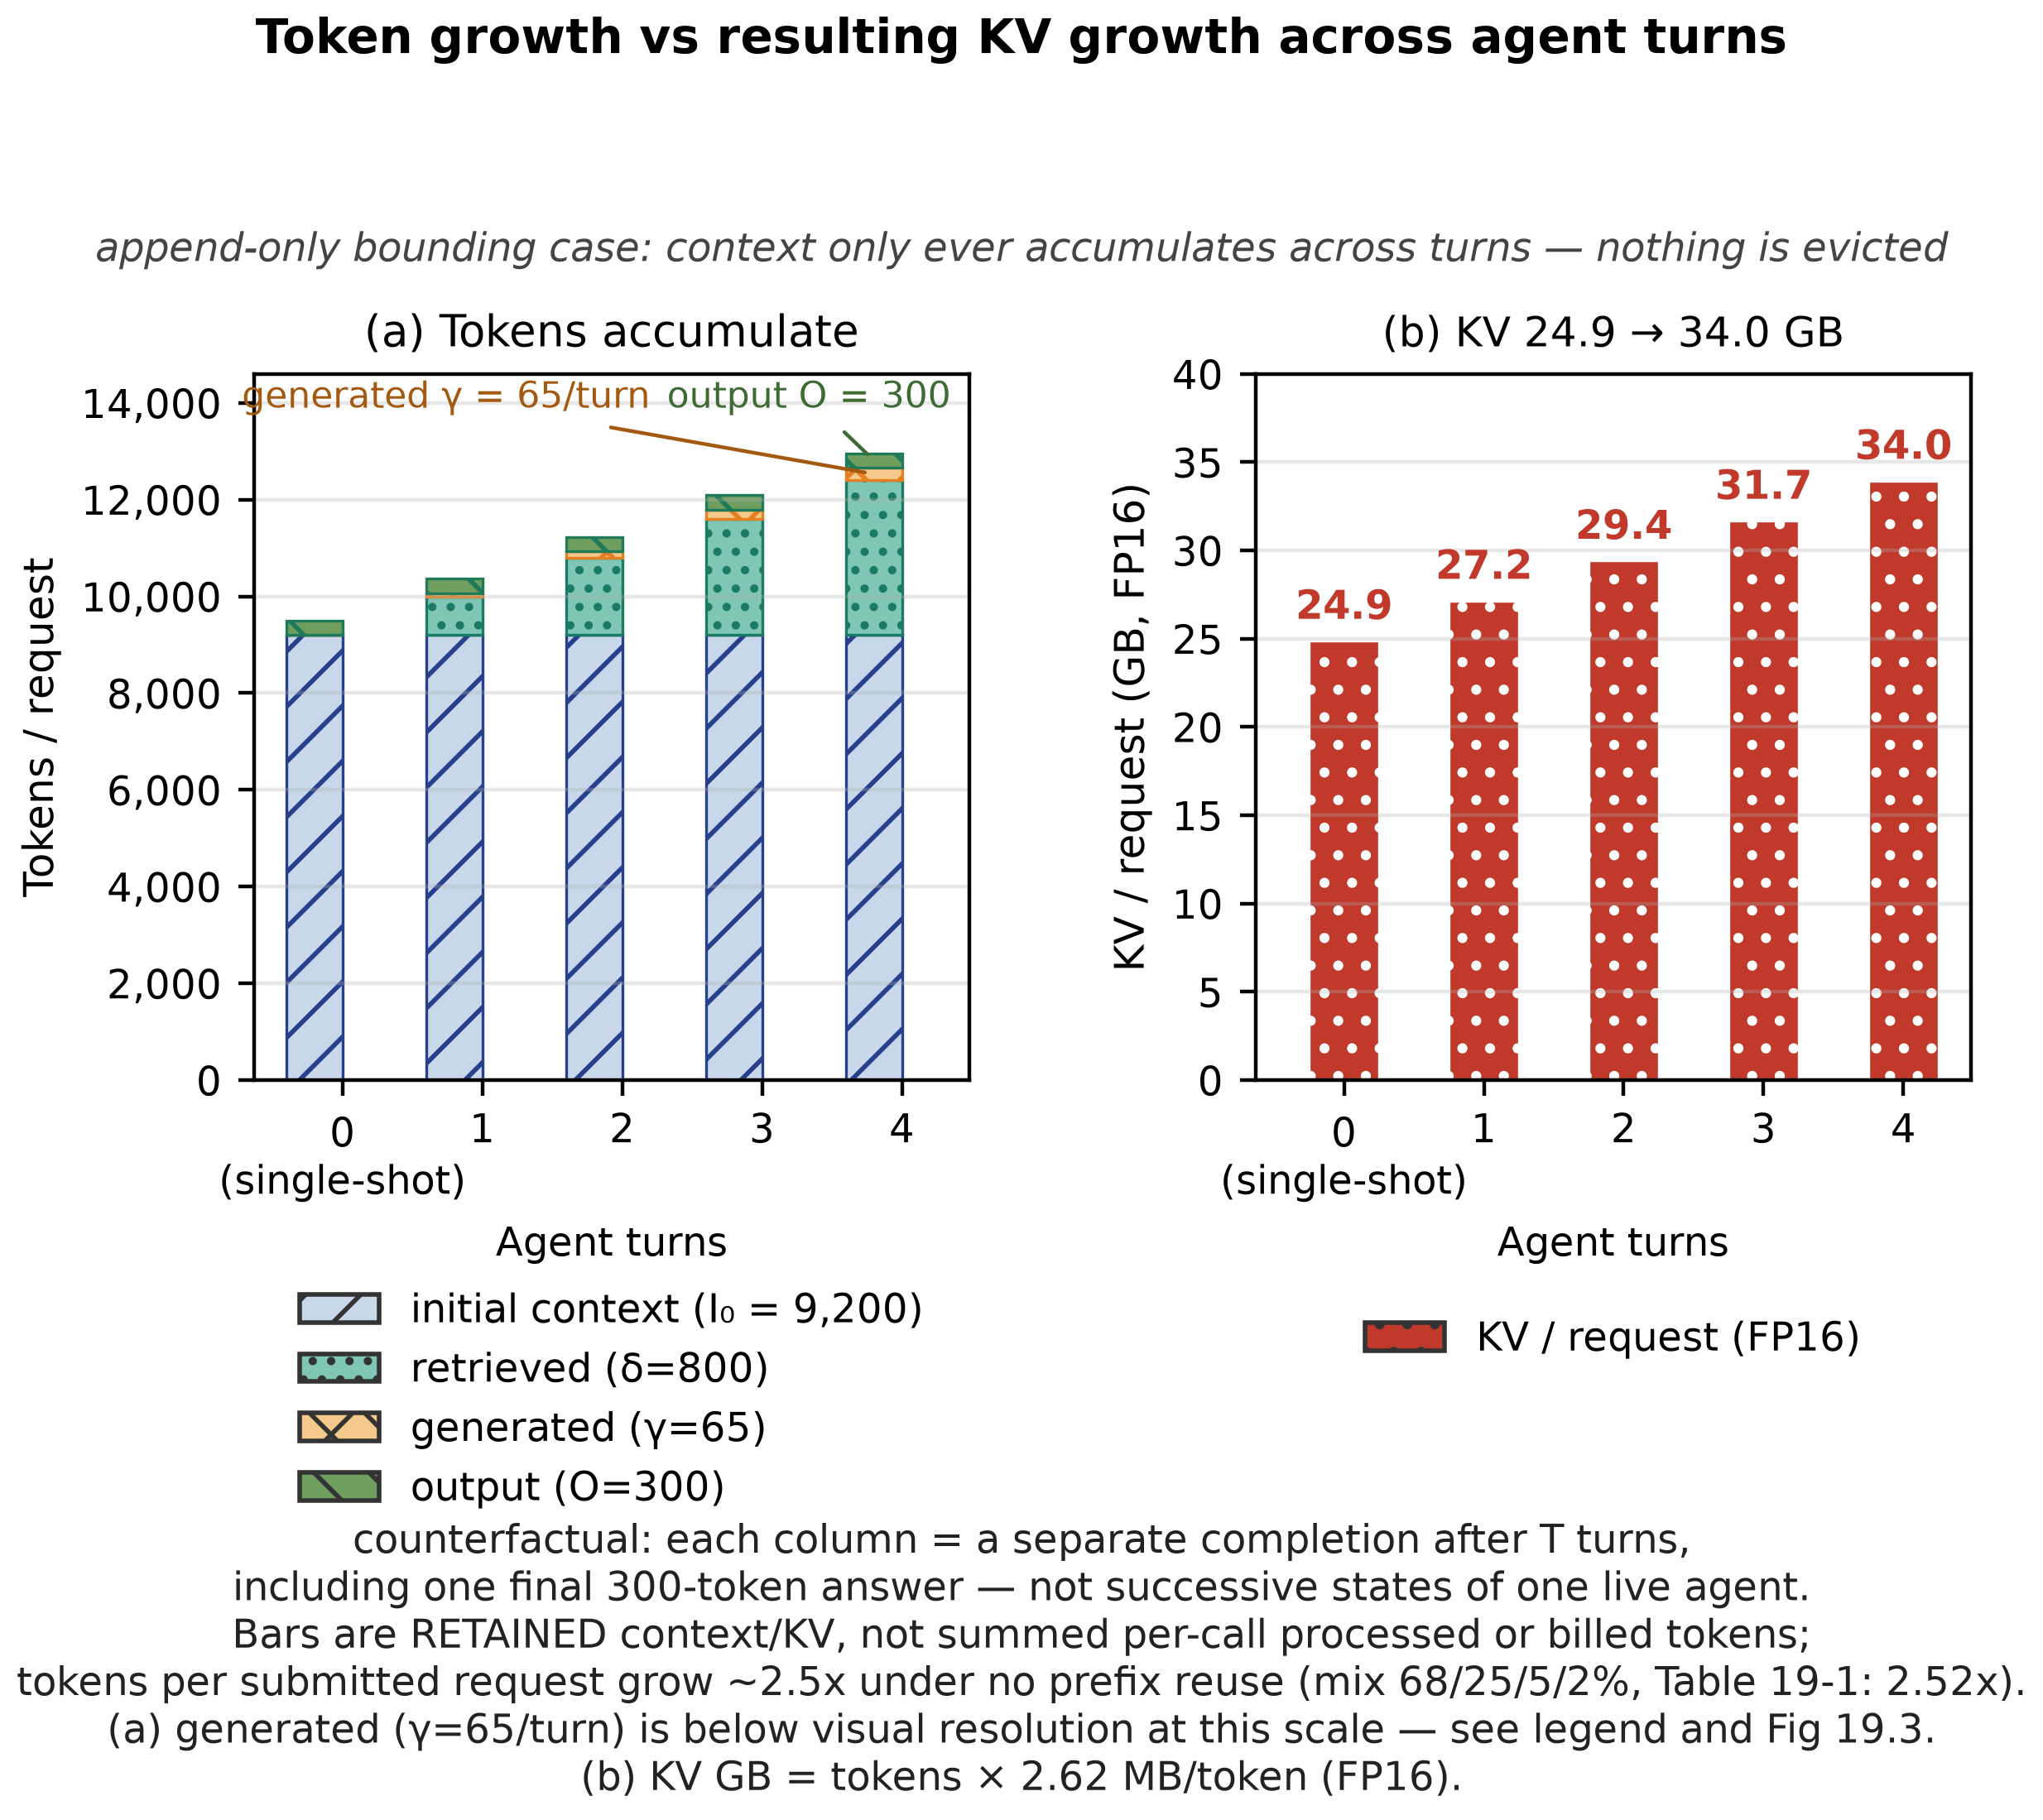 Token growth vs resulting KV growth across agent turns
append-only bounding case: context only ever accumulates across turns — nothing is evicted
(a) Tokens accumulate
generated γ = 65/turn
output O = 300
14,000
12,000
10,000
8,000
6,000
4,000
2,000
0
Tokens / request
0
(single-shot)
1
2
3
4
Agent turns
initial context (I₀ = 9,200)
retrieved (δ=800)
generated (γ=65)
output (O=300)
(b) KV 24.9 → 34.0 GB
40
35
30
25
20
15
10
5
0
KV / request (GB, FP16)
24.9
27.2
29.4
31.7
34.0
0
(single-shot)
1
2
3
4
Agent turns
KV / request (FP16)
counterfactual: each column = a separate completion after T turns,
including one final 300-token answer — not successive states of one live agent.
Bars are RETAINED context/KV, not summed per-call processed or billed tokens;
tokens per submitted request grow ~2.5x under no prefix reuse (mix 68/25/5/2%, Table 19-1: 2.52x).
(a) generated (γ=65/turn) is below visual resolution at this scale — see legend and Fig 19.3.
(b) KV GB = tokens × 2.62 MB/token (FP16).